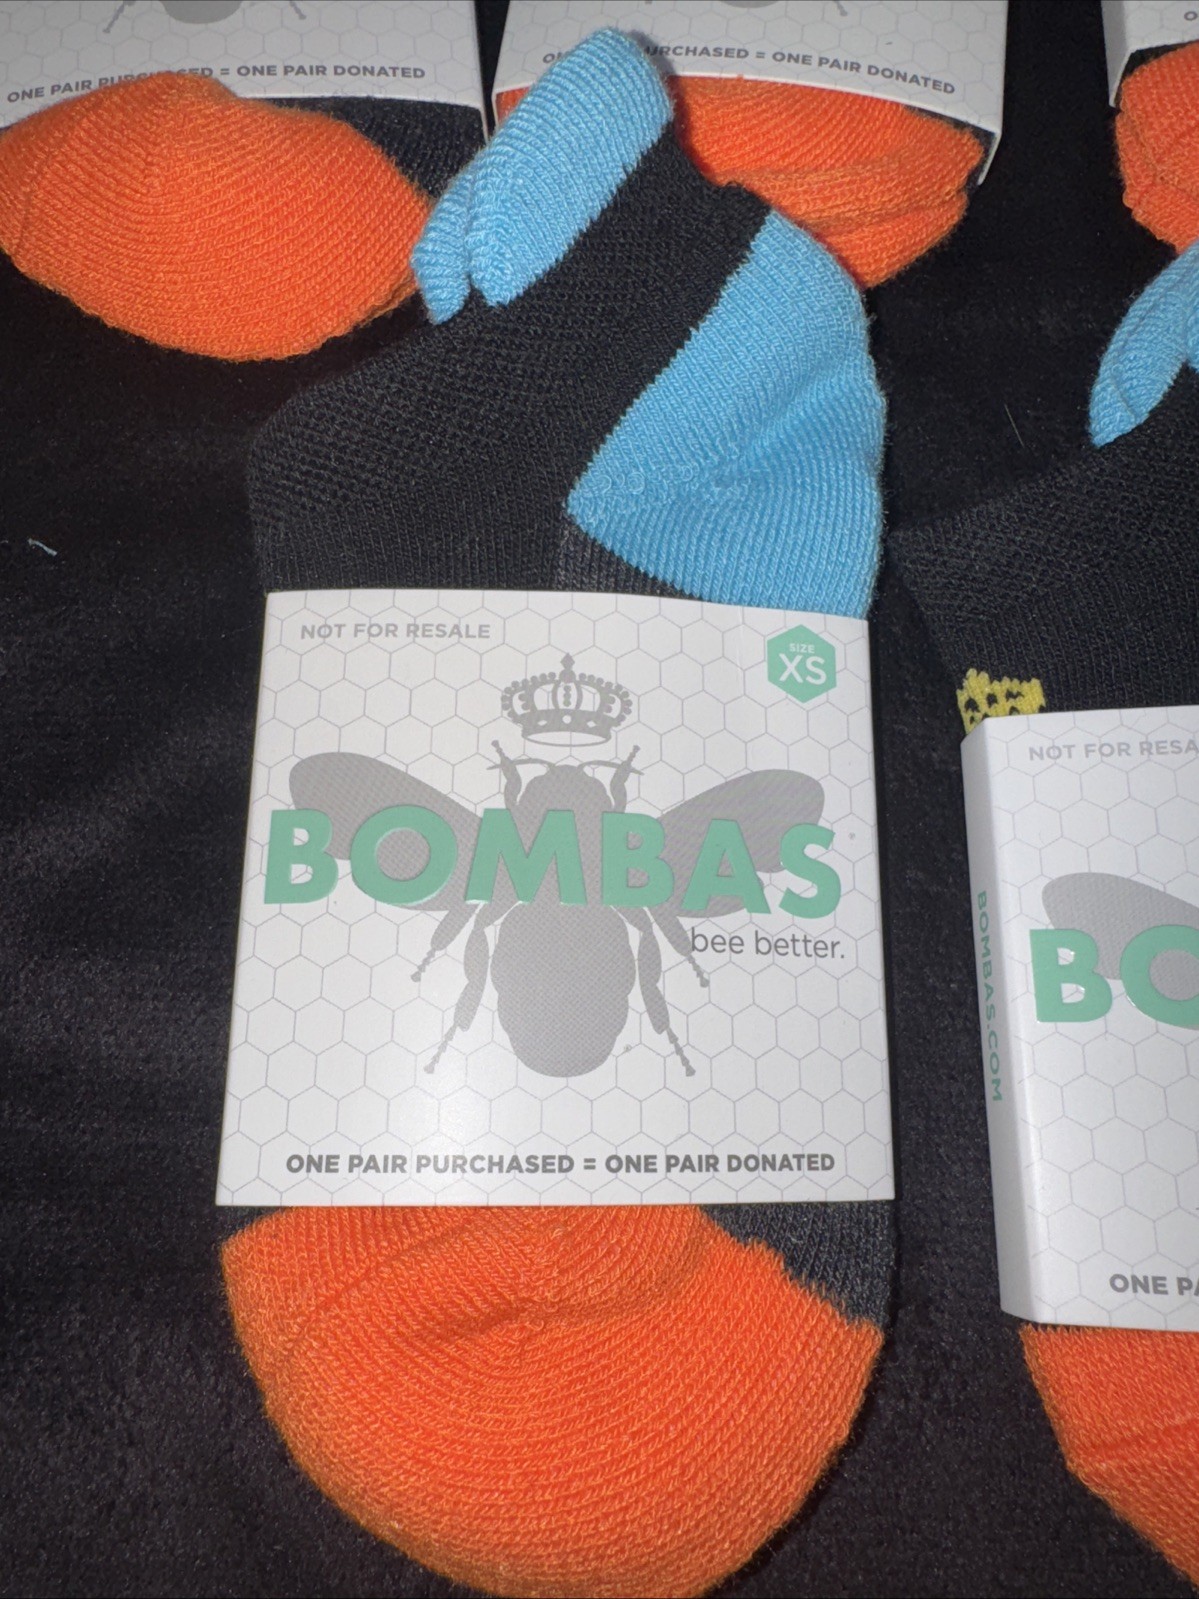 ONE PAIR PURCHASED = ONE PAIR DONATED
PURCHASED = ONE PAIR DONATED
NOT FOR RESALE
SIZE
XS
BOMBAS
bee better.
ONE PAIR PURCHASED = ONE PAIR DONATED
NOT FOR RESA
BOMBAS.COM
BO
ONE PA